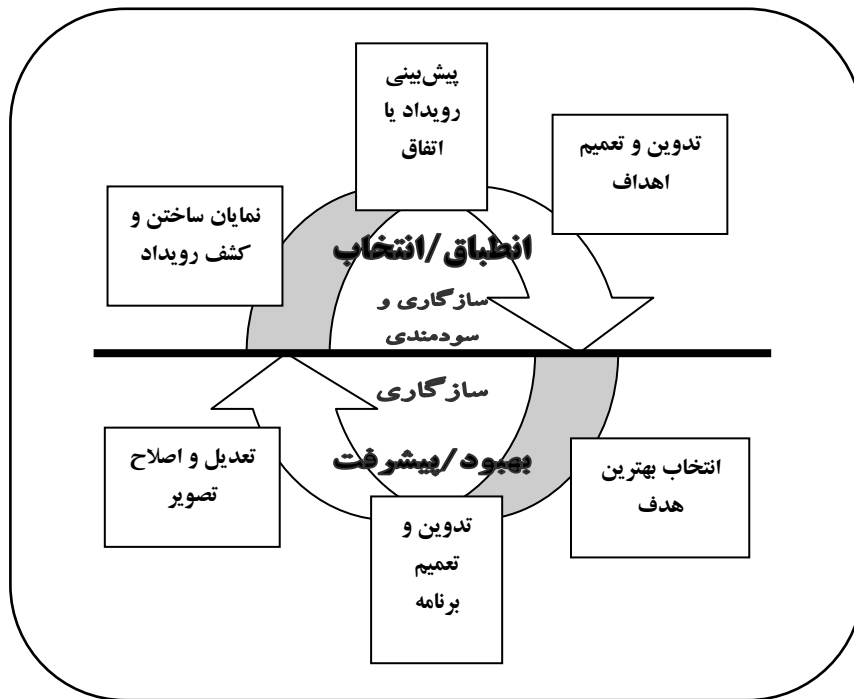 پیش‌بینی
رویداد یا
اتفاق
تدوین و تعمیم
اهداف
نمایان ساختن و
کشف رویداد
انطباق/انتخاب
سازگاری و
سودمندی
سازگاری
بهبود/پیشرفت
تعدیل و اصلاح
تصویر
انتخاب بهترین
هدف
تدوین و
تعمیم
برنامه